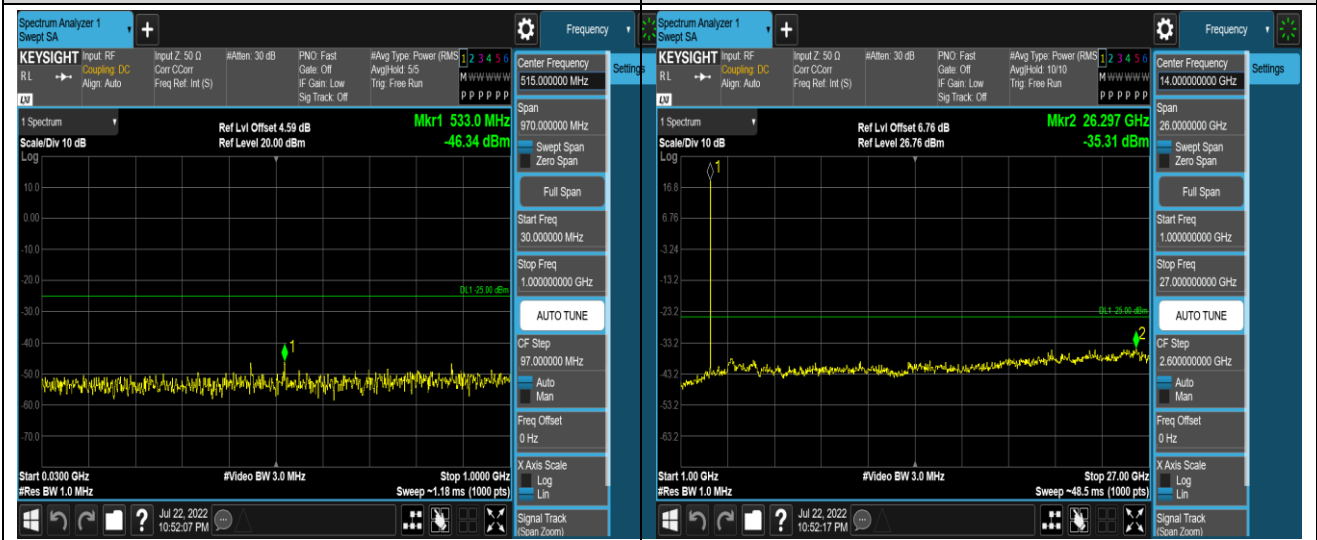 Spectrum Analyzer 1
Swept SA
+
Frequency
KEYSIGHT
RL
LXI
Input: RF
Coupling: DC
Align: Auto
Input Z: 50 Ω
Corr CCorr
Freq Ref: Int (S)
#Atten: 30 dB
PNO: Fast
Gate: Off
IF Gain: Low
Sig Track: Off
#Avg Type: Power (RMS
Avg|Hold: 5/5
Trig: Free Run
1 2 3 4 5 6
M W W W W W
P P P P P P
Center Frequency
515.000000 MHz
Settings
Span
970.000000 MHz
Swept Span
Zero Span
Full Span
Start Freq
30.000000 MHz
Stop Freq
1.000000000 GHz
AUTO TUNE
CF Step
97.000000 MHz
Auto
Man
Freq Offset
0 Hz
X Axis Scale
Log
Lin
Signal Track
(Span Zoom)
1 Spectrum
Scale/Div 10 dB
Log
Ref Lvl Offset 4.59 dB
Ref Level 20.00 dBm
Mkr1 533.0 MHz
-46.34 dBm
10.0
0.00
-10.0
-20.0
DL1 -25.00 dBm
-30.0
-40.0
1
-50.0
-60.0
-70.0
Start 0.0300 GHz
#Video BW 3.0 MHz
Stop 1.0000 GHz
#Res BW 1.0 MHz
Sweep ~1.18 ms (1000 pts)
?
Jul 22, 2022
10:52:07 PM
Spectrum Analyzer 1
Swept SA
+
Frequency
KEYSIGHT
RL
LXI
Input: RF
Coupling: DC
Align: Auto
Input Z: 50 Ω
Corr CCorr
Freq Ref: Int (S)
#Atten: 30 dB
PNO: Fast
Gate: Off
IF Gain: Low
Sig Track: Off
#Avg Type: Power (RMS
Avg|Hold: 10/10
Trig: Free Run
1 2 3 4 5 6
M W W W W W
P P P P P P
Center Frequency
14.000000000 GHz
Settings
Span
26.0000000 GHz
Swept Span
Zero Span
Full Span
Start Freq
1.000000000 GHz
Stop Freq
27.000000000 GHz
AUTO TUNE
CF Step
2.600000000 GHz
Auto
Man
Freq Offset
0 Hz
X Axis Scale
Log
Lin
Signal Track
(Span Zoom)
1 Spectrum
Scale/Div 10 dB
Log
Ref Lvl Offset 6.76 dB
Ref Level 26.76 dBm
Mkr2 26.297 GHz
-35.31 dBm
1
16.8
6.76
-3.24
-13.2
-23.2
DL1 -25.00 dBm
-33.2
2
-43.2
-53.2
-63.2
Start 1.00 GHz
#Video BW 3.0 MHz
Stop 27.00 GHz
#Res BW 1.0 MHz
Sweep ~48.5 ms (1000 pts)
?
Jul 22, 2022
10:52:17 PM